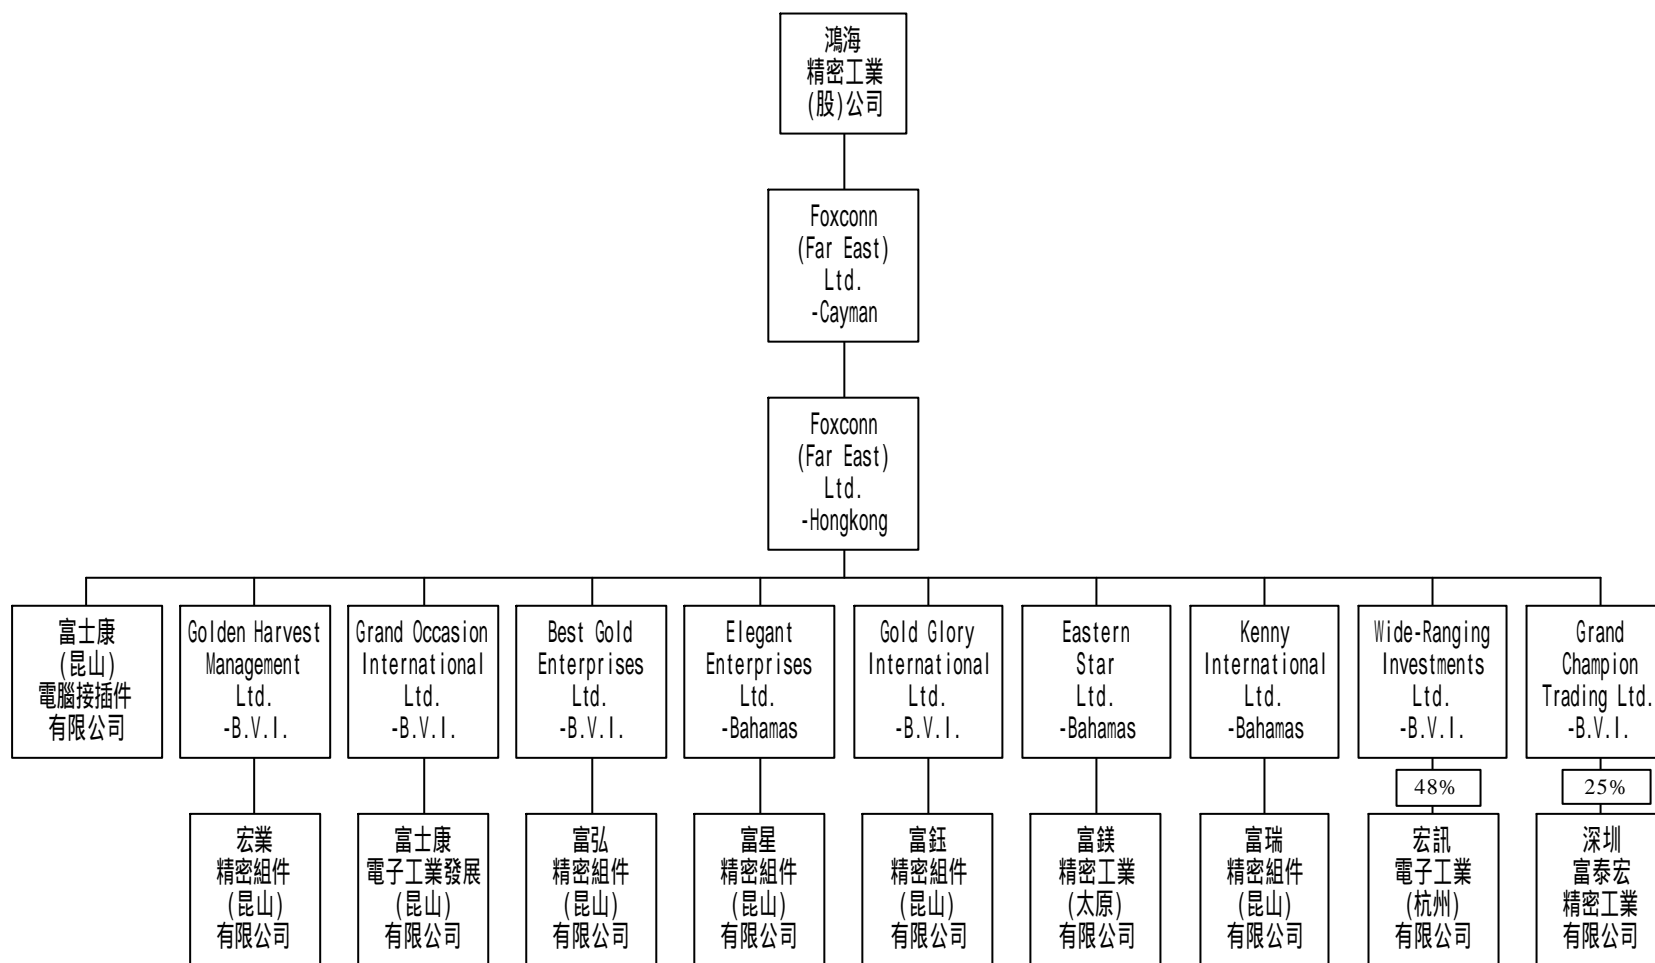 鴻海
精密工業
(股)公司
Foxconn
(Far East)
Ltd.
-Cayman
Foxconn
(Far East)
Ltd.
-Hongkong
富士康
(昆山)
電腦接插件
有限公司
Golden Harvest
Management
Ltd.
-B.V.I.
Grand Occasion
International
Ltd.
-B.V.I.
Best Gold
Enterprises
Ltd.
-B.V.I.
Elegant
Enterprises
Ltd.
-Bahamas
Gold Glory
International
Ltd.
-B.V.I.
Eastern
Star
Ltd.
-Bahamas
Kenny
International
Ltd.
-Bahamas
Wide-Ranging
Investments
Ltd.
-B.V.I.
Grand
Champion
Trading Ltd.
-B.V.I.
48%
25%
宏業
精密組件
(昆山)
有限公司
富士康
電子工業發展
(昆山)
有限公司
富弘
精密組件
(昆山)
有限公司
富星
精密組件
(昆山)
有限公司
富鈺
精密組件
(昆山)
有限公司
富鎂
精密工業
(太原)
有限公司
富瑞
精密組件
(昆山)
有限公司
宏訊
電子工業
(杭州)
有限公司
深圳
富泰宏
精密工業
有限公司